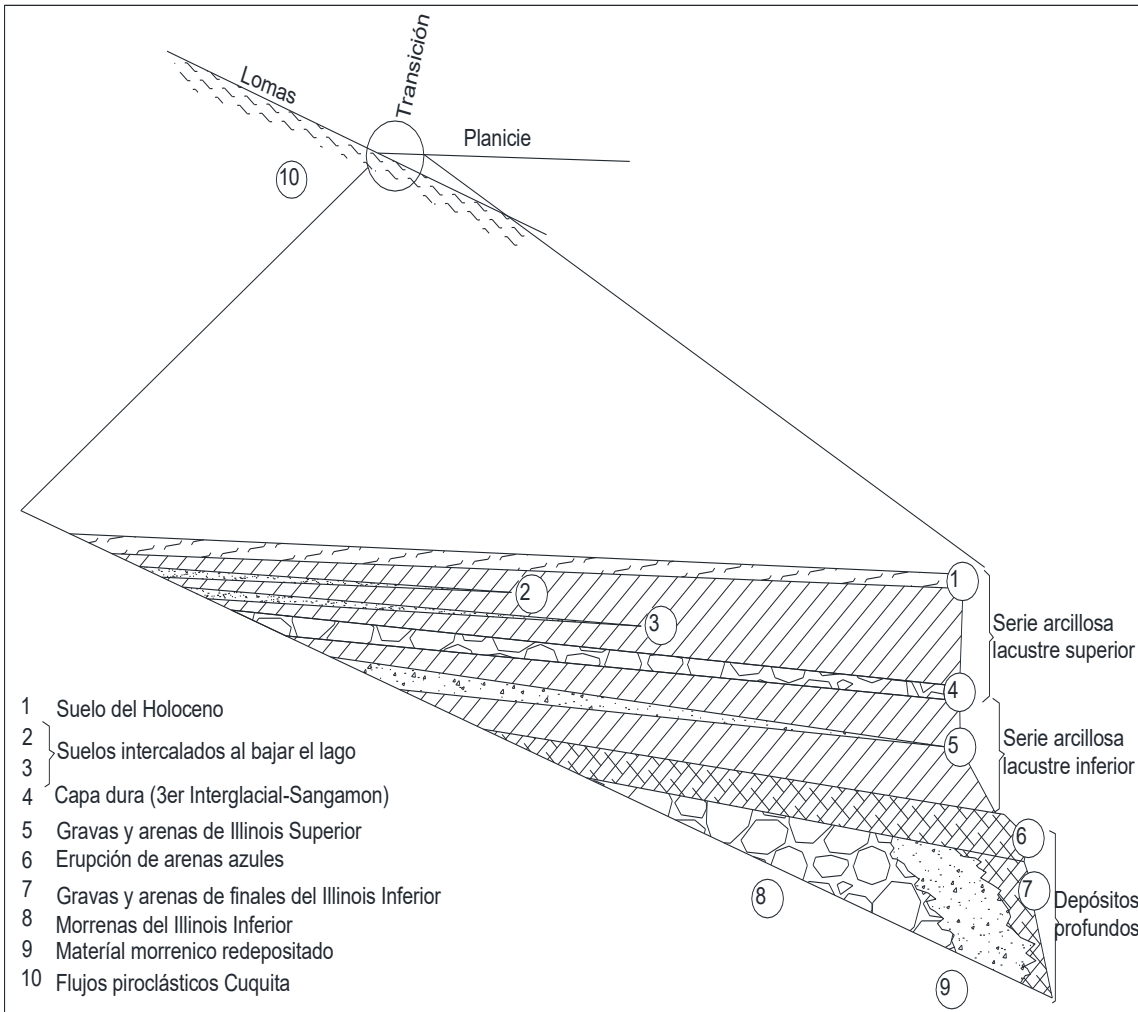 Lomas
Transición
Planicie
10
1
2
3
4
5
6
7
8
9
Serie arcillosa
lacustre superior
Serie arcillosa
lacustre inferior
Depósitos
profundos
1 Suelo del Holoceno
2
Suelos intercalados al bajar el lago
3
4 Capa dura (3er Interglacial-Sangamon)
5 Gravas y arenas de Illinois Superior
6 Erupción de arenas azules
7 Gravas y arenas de finales del Illinois Inferior
8 Morrenas del Illinois Inferior
9 Materíal morrenico redepositado
10 Flujos piroclásticos Cuquita